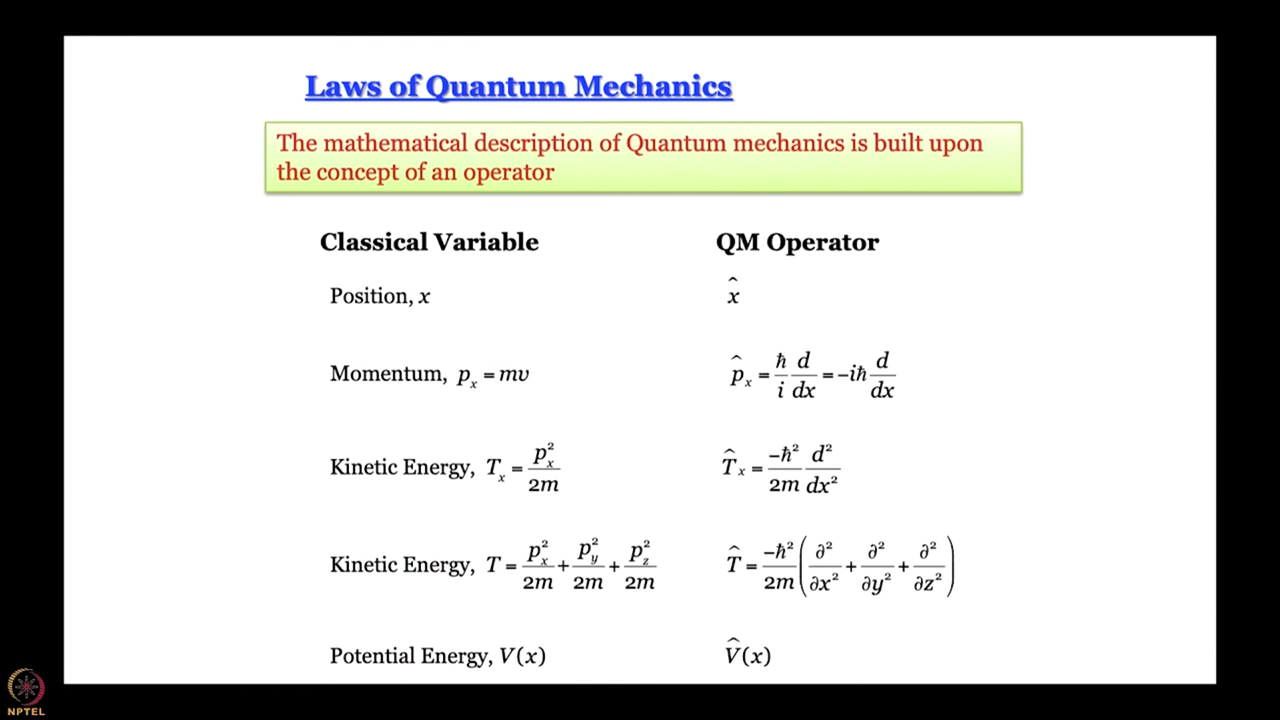 Laws of Quantum Mechanics
The mathematical description of Quantum mechanics is built upon
the concept of an operator
Classical Variable QM Operator
Position, x x̂
Momentum, pₓ = mv p̂ₓ = ħ/i d/dx = −iħ d/dx
Kinetic Energy, Tₓ = pₓ²/2m T̂ₓ = −ħ²/2m d²/dx²
Kinetic Energy, T = pₓ²/2m + p_y²/2m + p_z²/2m T̂ = −ħ²/2m (∂²/∂x² + ∂²/∂y² + ∂²/∂z²)
Potential Energy, V(x) V̂(x)
NPTEL